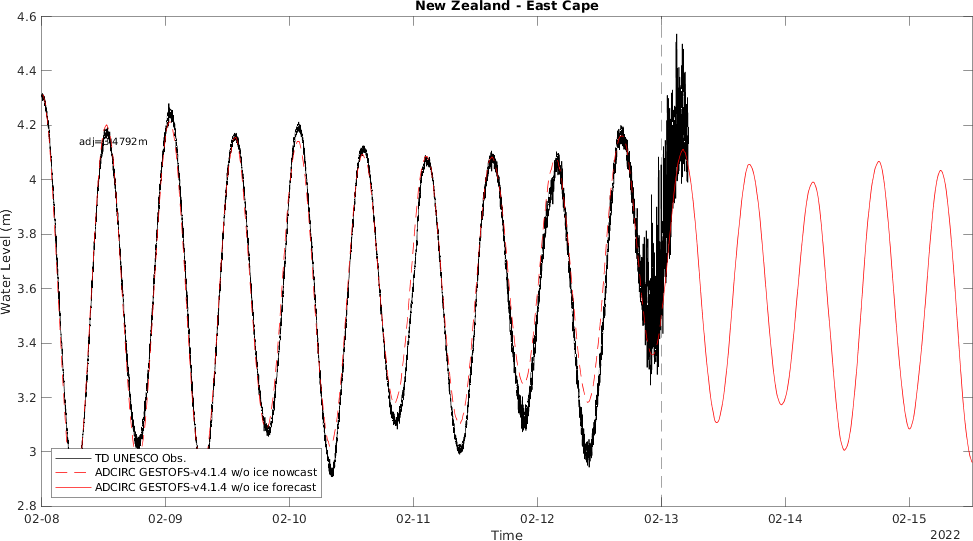 New Zealand - East Cape
4.6
4.4
4.2
4
3.8
3.6
3.4
3.2
3
2.8
Water Level (m)
adj=3.4792m
TD UNESCO Obs.
ADCIRC GESTOFS-v4.1.4 w/o ice nowcast
ADCIRC GESTOFS-v4.1.4 w/o ice forecast
02-08
02-09
02-10
02-11
02-12
02-13
02-14
02-15
Time
2022